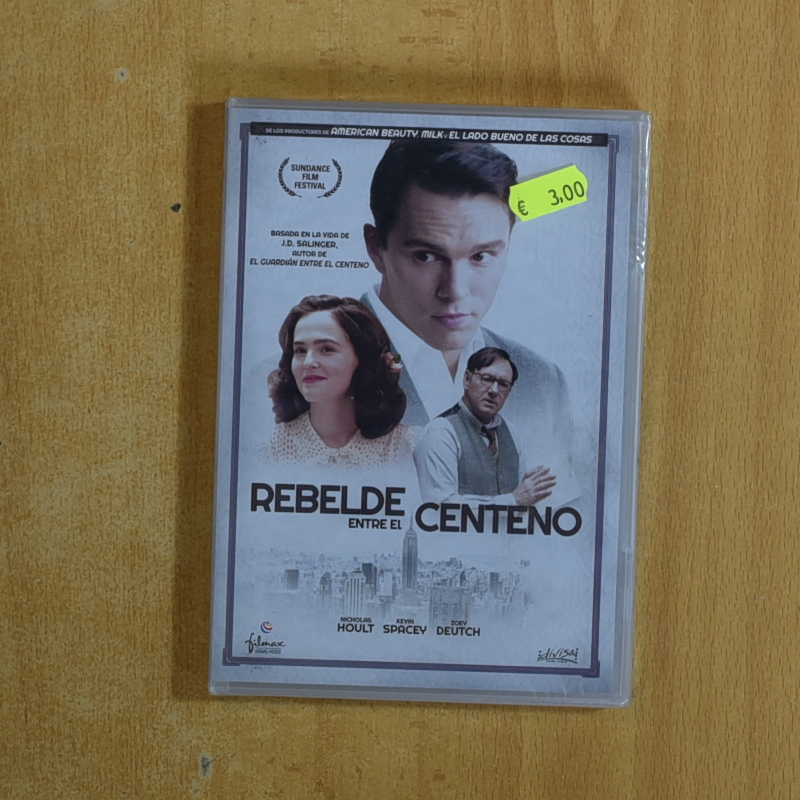 DE LOS PRODUCTORES DE AMERICAN BEAUTY, MILK Y EL LADO BUENO DE LAS COSAS
SUNDANCE
FILM
FESTIVAL
€ 3,00
BASADA EN LA VIDA DE
J.D. SALINGER,
AUTOR DE
EL GUARDIÁN ENTRE EL CENTENO
REBELDE
ENTRE EL CENTENO
NICHOLAS HOULT KEVIN SPACEY ZOEY DEUTCH
filmax
HOME VIDEO
divisa